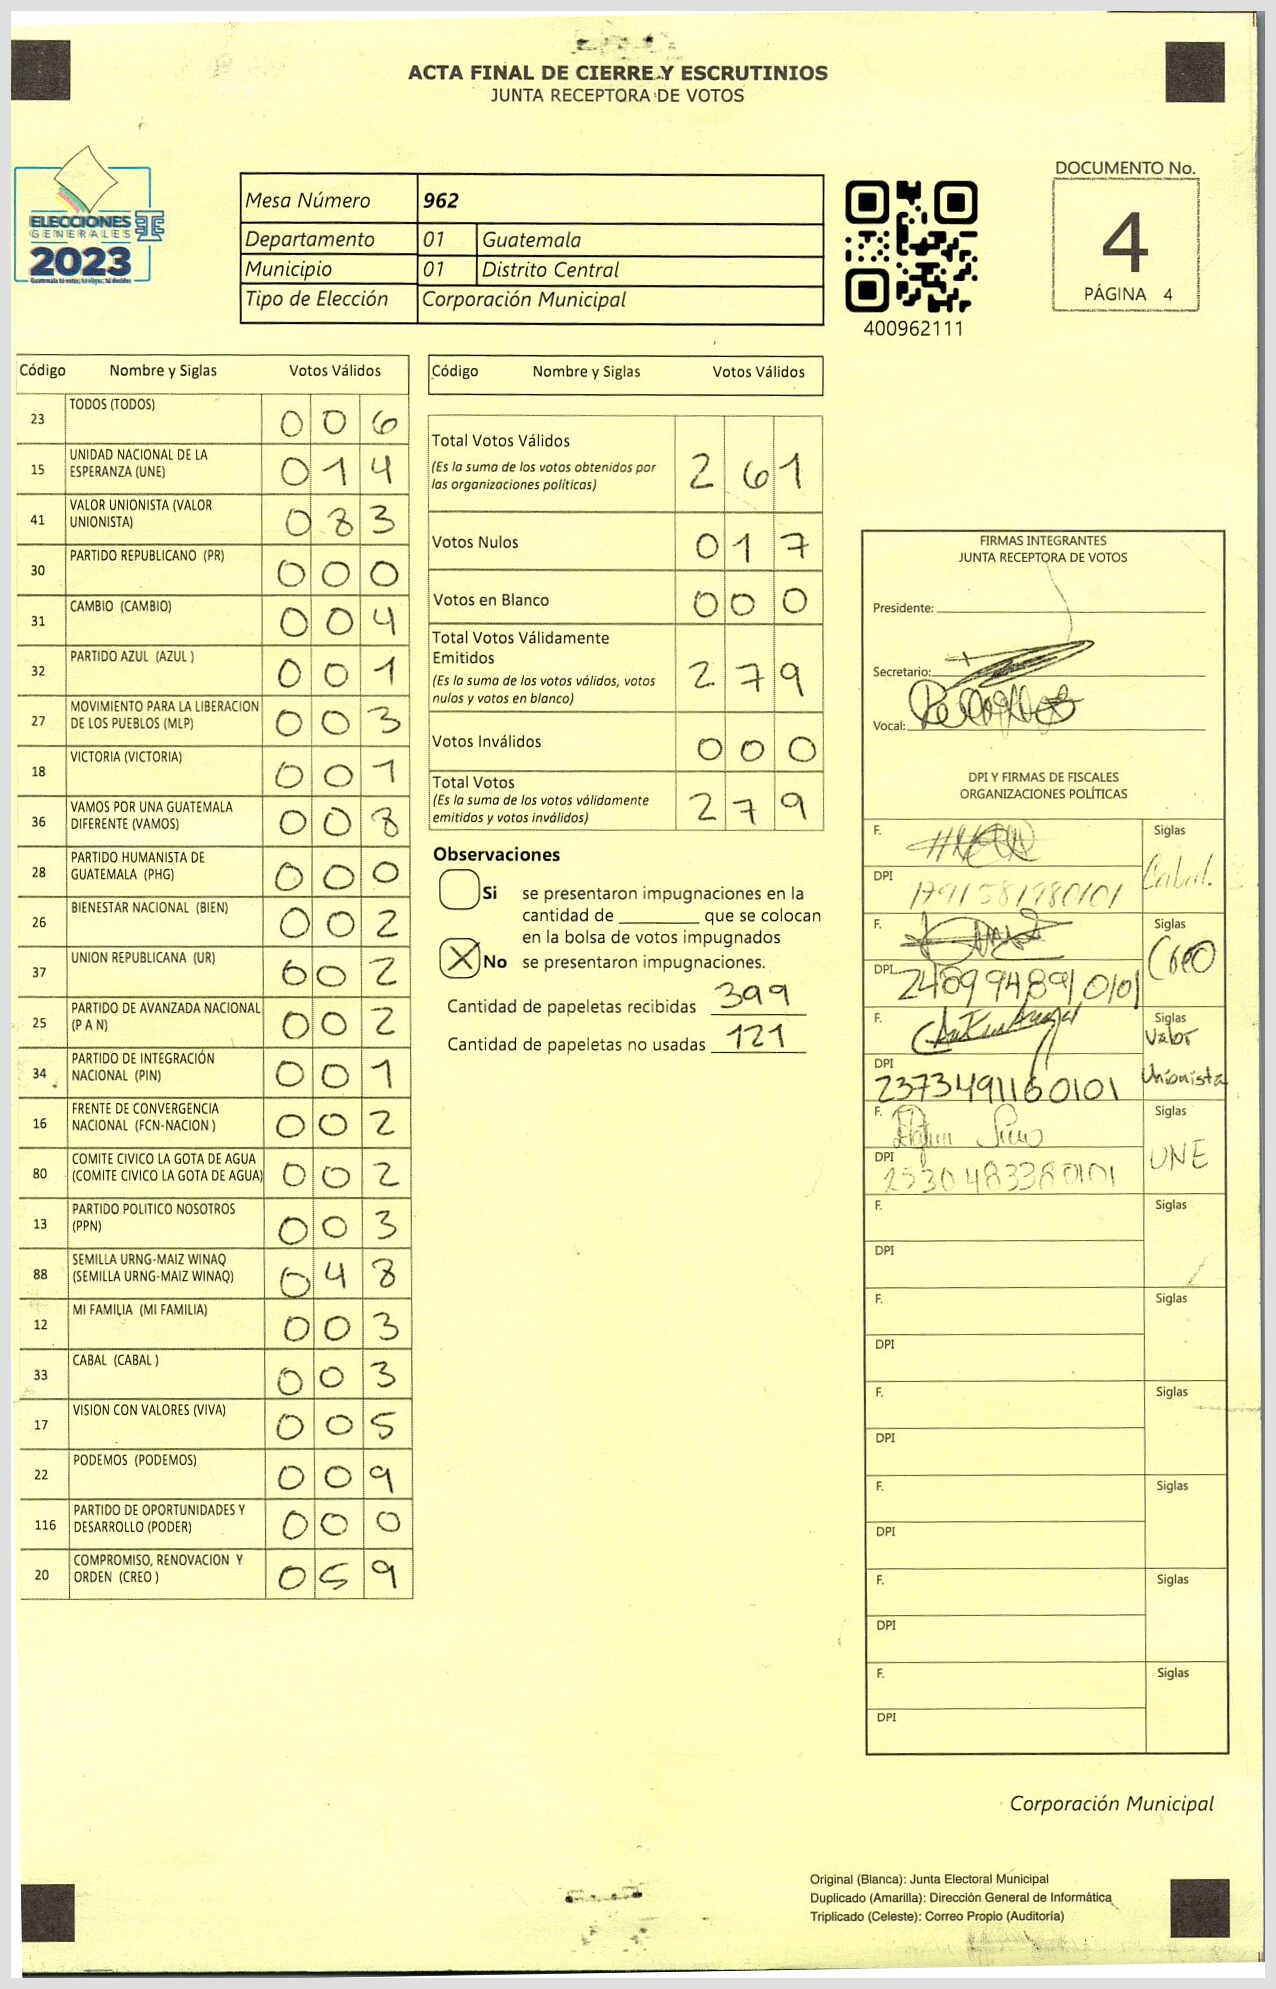 ACTA FINAL DE CIERRE Y ESCRUTINIOS
JUNTA RECEPTORA DE VOTOS
ELECCIONES
GENERALES
2023
Mesa Número 962
Departamento 01 Guatemala
Municipio 01 Distrito Central
Tipo de Elección Corporación Municipal
400962111
DOCUMENTO No.
4
PÁGINA 4
Código Nombre y Siglas Votos Válidos
23 TODOS (TODOS) 0 0 6
15 UNIDAD NACIONAL DE LA ESPERANZA (UNE) 0 1 4
41 VALOR UNIONISTA (VALOR UNIONISTA) 0 8 3
30 PARTIDO REPUBLICANO (PR) 0 0 0
31 CAMBIO (CAMBIO) 0 0 4
32 PARTIDO AZUL (AZUL ) 0 0 1
27 MOVIMIENTO PARA LA LIBERACION DE LOS PUEBLOS (MLP) 0 0 3
18 VICTORIA (VICTORIA) 0 0 1
36 VAMOS POR UNA GUATEMALA DIFERENTE (VAMOS) 0 0 8
28 PARTIDO HUMANISTA DE GUATEMALA (PHG) 0 0 0
26 BIENESTAR NACIONAL (BIEN) 0 0 2
37 UNION REPUBLICANA (UR) 0 0 2
25 PARTIDO DE AVANZADA NACIONAL (P A N) 0 0 2
34 PARTIDO DE INTEGRACIÓN NACIONAL (PIN) 0 0 1
16 FRENTE DE CONVERGENCIA NACIONAL (FCN-NACION ) 0 0 2
80 COMITE CIVICO LA GOTA DE AGUA (COMITE CIVICO LA GOTA DE AGUA) 0 0 2
13 PARTIDO POLITICO NOSOTROS (PPN) 0 0 3
88 SEMILLA URNG-MAIZ WINAQ (SEMILLA URNG-MAIZ WINAQ) 0 4 8
12 MI FAMILIA (MI FAMILIA) 0 0 3
33 CABAL (CABAL ) 0 0 3
17 VISION CON VALORES (VIVA) 0 0 5
22 PODEMOS (PODEMOS) 0 0 9
116 PARTIDO DE OPORTUNIDADES Y DESARROLLO (PODER) 0 0 0
20 COMPROMISO, RENOVACION Y ORDEN (CREO ) 0 5 9
Código Nombre y Siglas Votos Válidos
Total Votos Válidos 2 6 1
(Es la suma de los votos obtenidos por
las organizaciones políticas)
Votos Nulos 0 1 7
Votos en Blanco 0 0 0
Total Votos Válidamente
Emitidos 2 7 9
(Es la suma de los votos válidos, votos
nulos y votos en blanco)
Votos Inválidos 0 0 0
Total Votos 2 7 9
(Es la suma de los votos válidamente
emitidos y votos inválidos)
Observaciones
Si se presentaron impugnaciones en la
cantidad de ________ que se colocan
en la bolsa de votos impugnados
X No se presentaron impugnaciones.
Cantidad de papeletas recibidas 399
Cantidad de papeletas no usadas 121
FIRMAS INTEGRANTES
JUNTA RECEPTORA DE VOTOS
Presidente:
Secretario:
Vocal:
DPI Y FIRMAS DE FISCALES
ORGANIZACIONES POLÍTICAS
F. Siglas
Cabal.
DPI 1791581980101
F. Siglas
Creo
DPI 2489948910101
F. Siglas
Valor
Unionista
DPI 2373491160101
F. Siglas
UNE
DPI 2530483380101
F. Siglas
DPI
F. Siglas
DPI
F. Siglas
DPI
F. Siglas
DPI
F. Siglas
DPI
F. Siglas
DPI
Corporación Municipal
Original (Blanca): Junta Electoral Municipal
Duplicado (Amarilla): Dirección General de Informática
Triplicado (Celeste): Correo Propio (Auditoría)